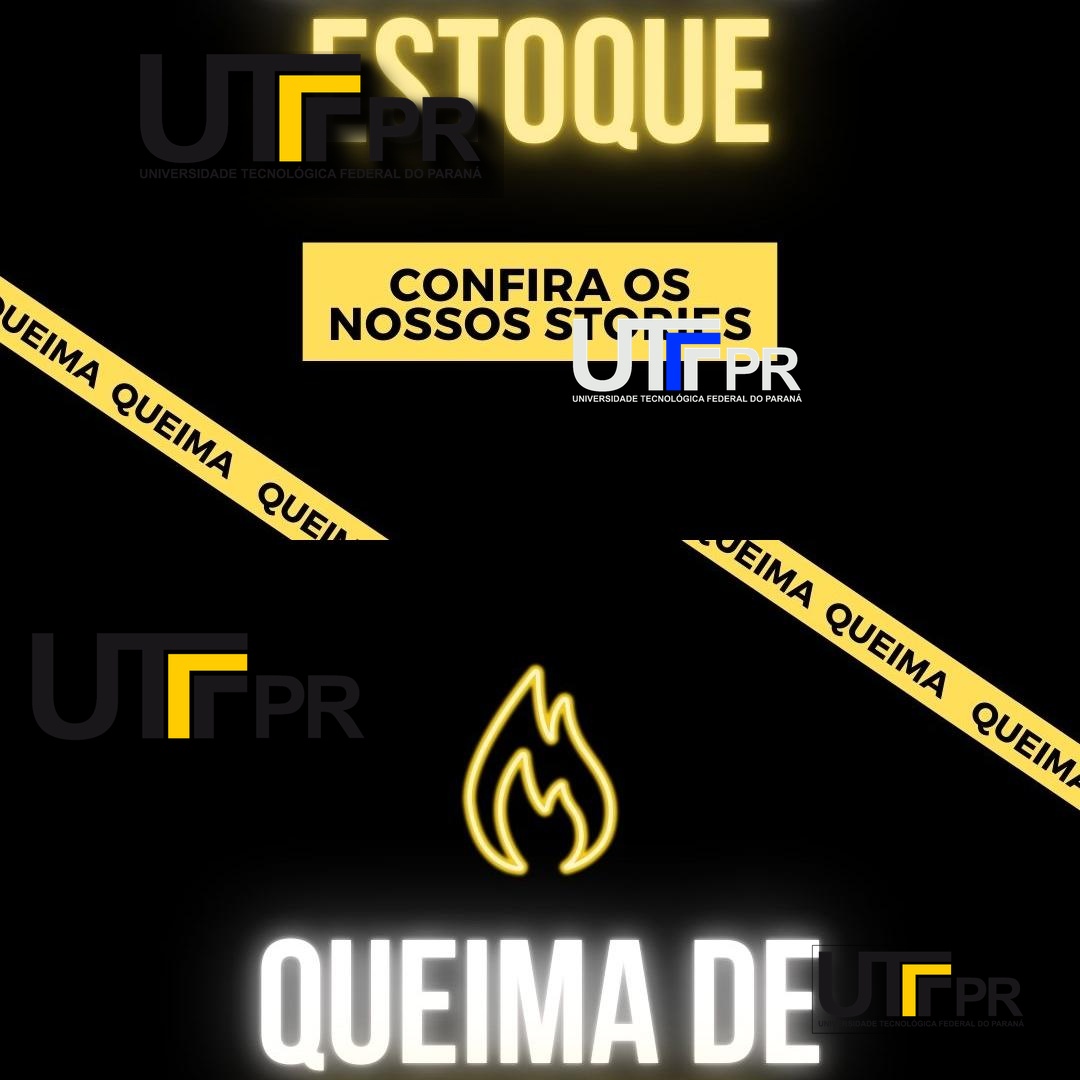 ESTOQUE
UTFPR
UNIVERSIDADE TECNOLÓGICA FEDERAL DO PARANÁ
CONFIRA OS
NOSSOS STORIES
UTFPR
UNIVERSIDADE TECNOLÓGICA FEDERAL DO PARANÁ
QUEIMA QUEIMA QUEIM
QUEIMA QUEIMA QUEIMA
UTFPR
QUEIMA DE
UTFPR
UNIVERSIDADE TECNOLÓGICA FEDERAL DO PARANÁ